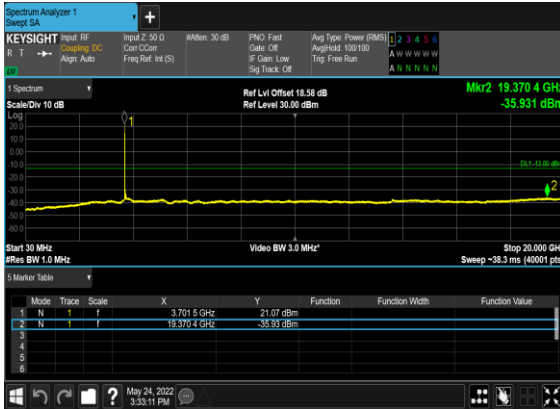 Spectrum Analyzer 1
Swept SA
+
KEYSIGHT Input: RF Input Z: 50 Ω #Atten: 30 dB PNO: Fast Avg Type: Power (RMS) 1 2 3 4 5 6
R T Coupling: DC Corr CCorr Gate: Off Avg|Hold: 100/100 A W W W W W
Align: Auto Freq Ref: Int (S) IF Gain: Low Trig: Free Run
Sig Track: Off A N N N N N
1 Spectrum Ref Lvl Offset 18.58 dB Mkr2 19.370 4 GHz
Scale/Div 10 dB Ref Level 30.00 dBm -35.931 dBm
Log
20.0
10.0
0.00
-10.0
-20.0
-30.0
-40.0
-50.0
-60.0
1
DL1 -13.00 dBm
2
Start 30 MHz Video BW 3.0 MHz* Stop 20.000 GHz
#Res BW 1.0 MHz Sweep ~38.3 ms (40001 pts)
5 Marker Table
Mode Trace Scale X Y Function Function Width Function Value
1 N 1 f 3.701 5 GHz 21.07 dBm
2 N 1 f 19.370 4 GHz -35.93 dBm
3
4
5
6
? May 24, 2022
3:33:11 PM